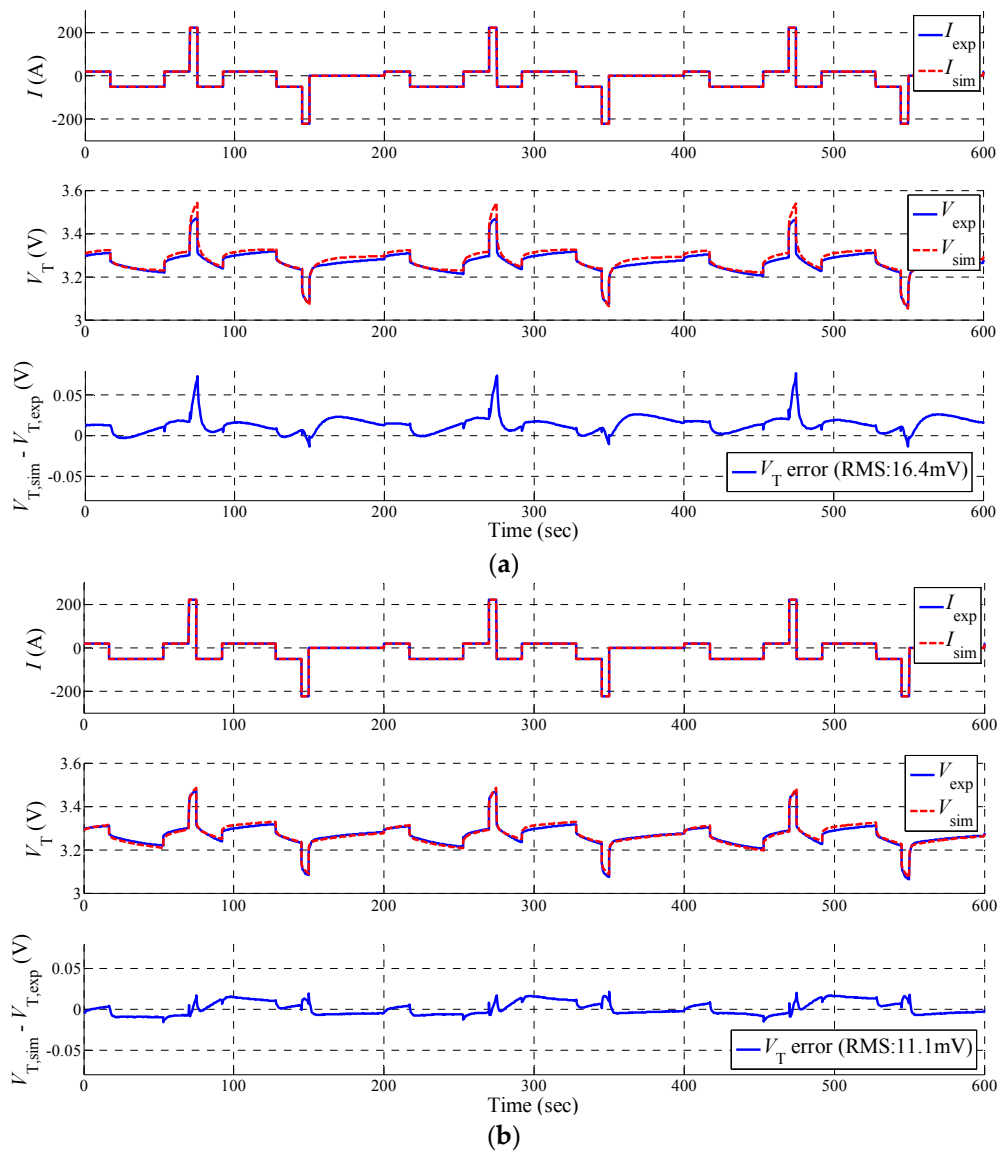 I (A)
200
0
-200
I exp
I sim
0 100 200 300 400 500 600
V T (V)
3.6
3.4
3.2
3
V exp
V sim
0 100 200 300 400 500 600
V T,sim - V T,exp (V)
0.05
0
-0.05
V T error (RMS:16.4mV)
0 100 200 300 400 500 600
Time (sec)
(a)
I (A)
200
0
-200
I exp
I sim
0 100 200 300 400 500 600
V T (V)
3.6
3.4
3.2
3
V exp
V sim
0 100 200 300 400 500 600
V T,sim - V T,exp (V)
0.05
0
-0.05
V T error (RMS:11.1mV)
0 100 200 300 400 500 600
Time (sec)
(b)